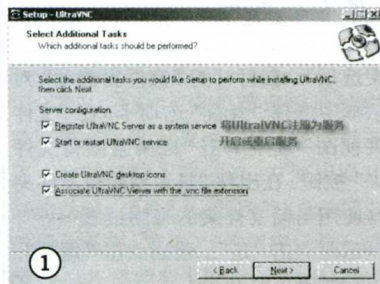 Setup - UltraVNC
Select Additional Tasks
Which additional tasks should be performed?
Select the additional tasks you would like Setup to perform while installing UltraVNC, then click Next.
Server configuration:
Register UltraVNC Server as a system service 将UltralVNC注册为服务
Start or restart UltraVNC service 开启或重启服务
Create UltraVNC desktop icons
Associate UltraVNC Viewer with the .vnc file extension
1
< Back
Next >
Cancel